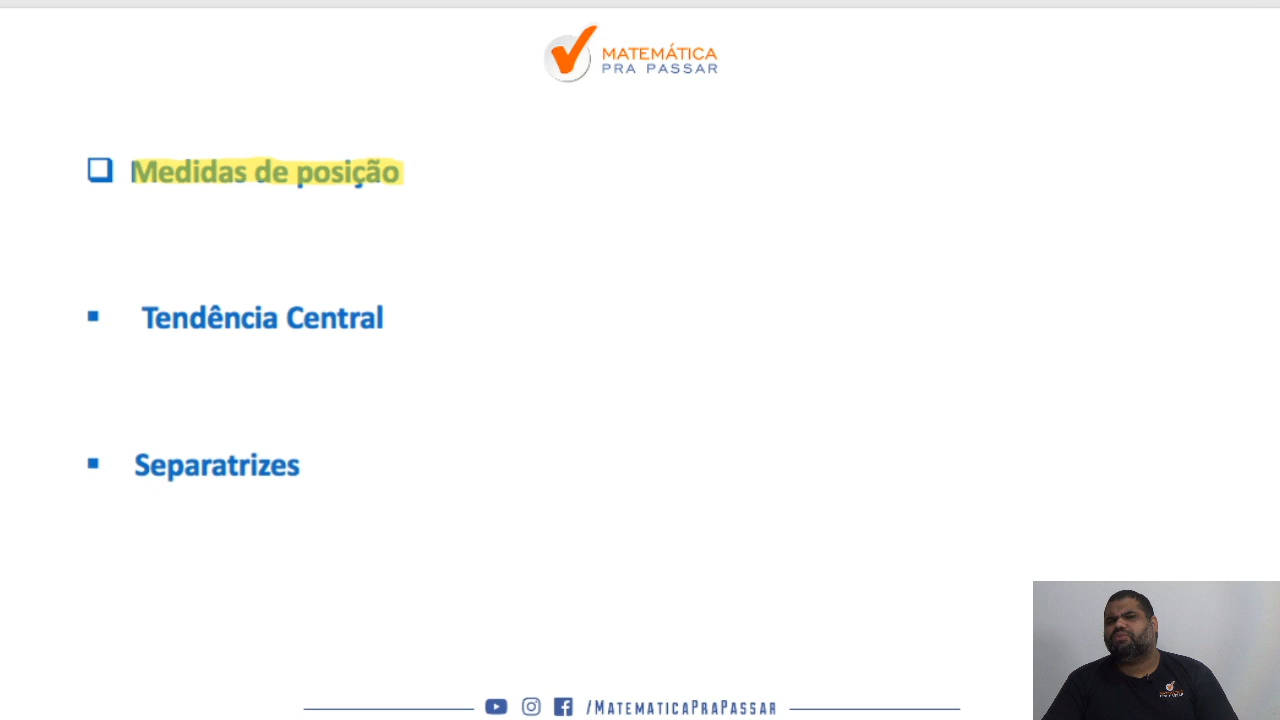 MATEMÁTICA
PRA PASSAR
Medidas de posição
Tendência Central
Separatrizes
/MATEMATICAPRAPASSAR